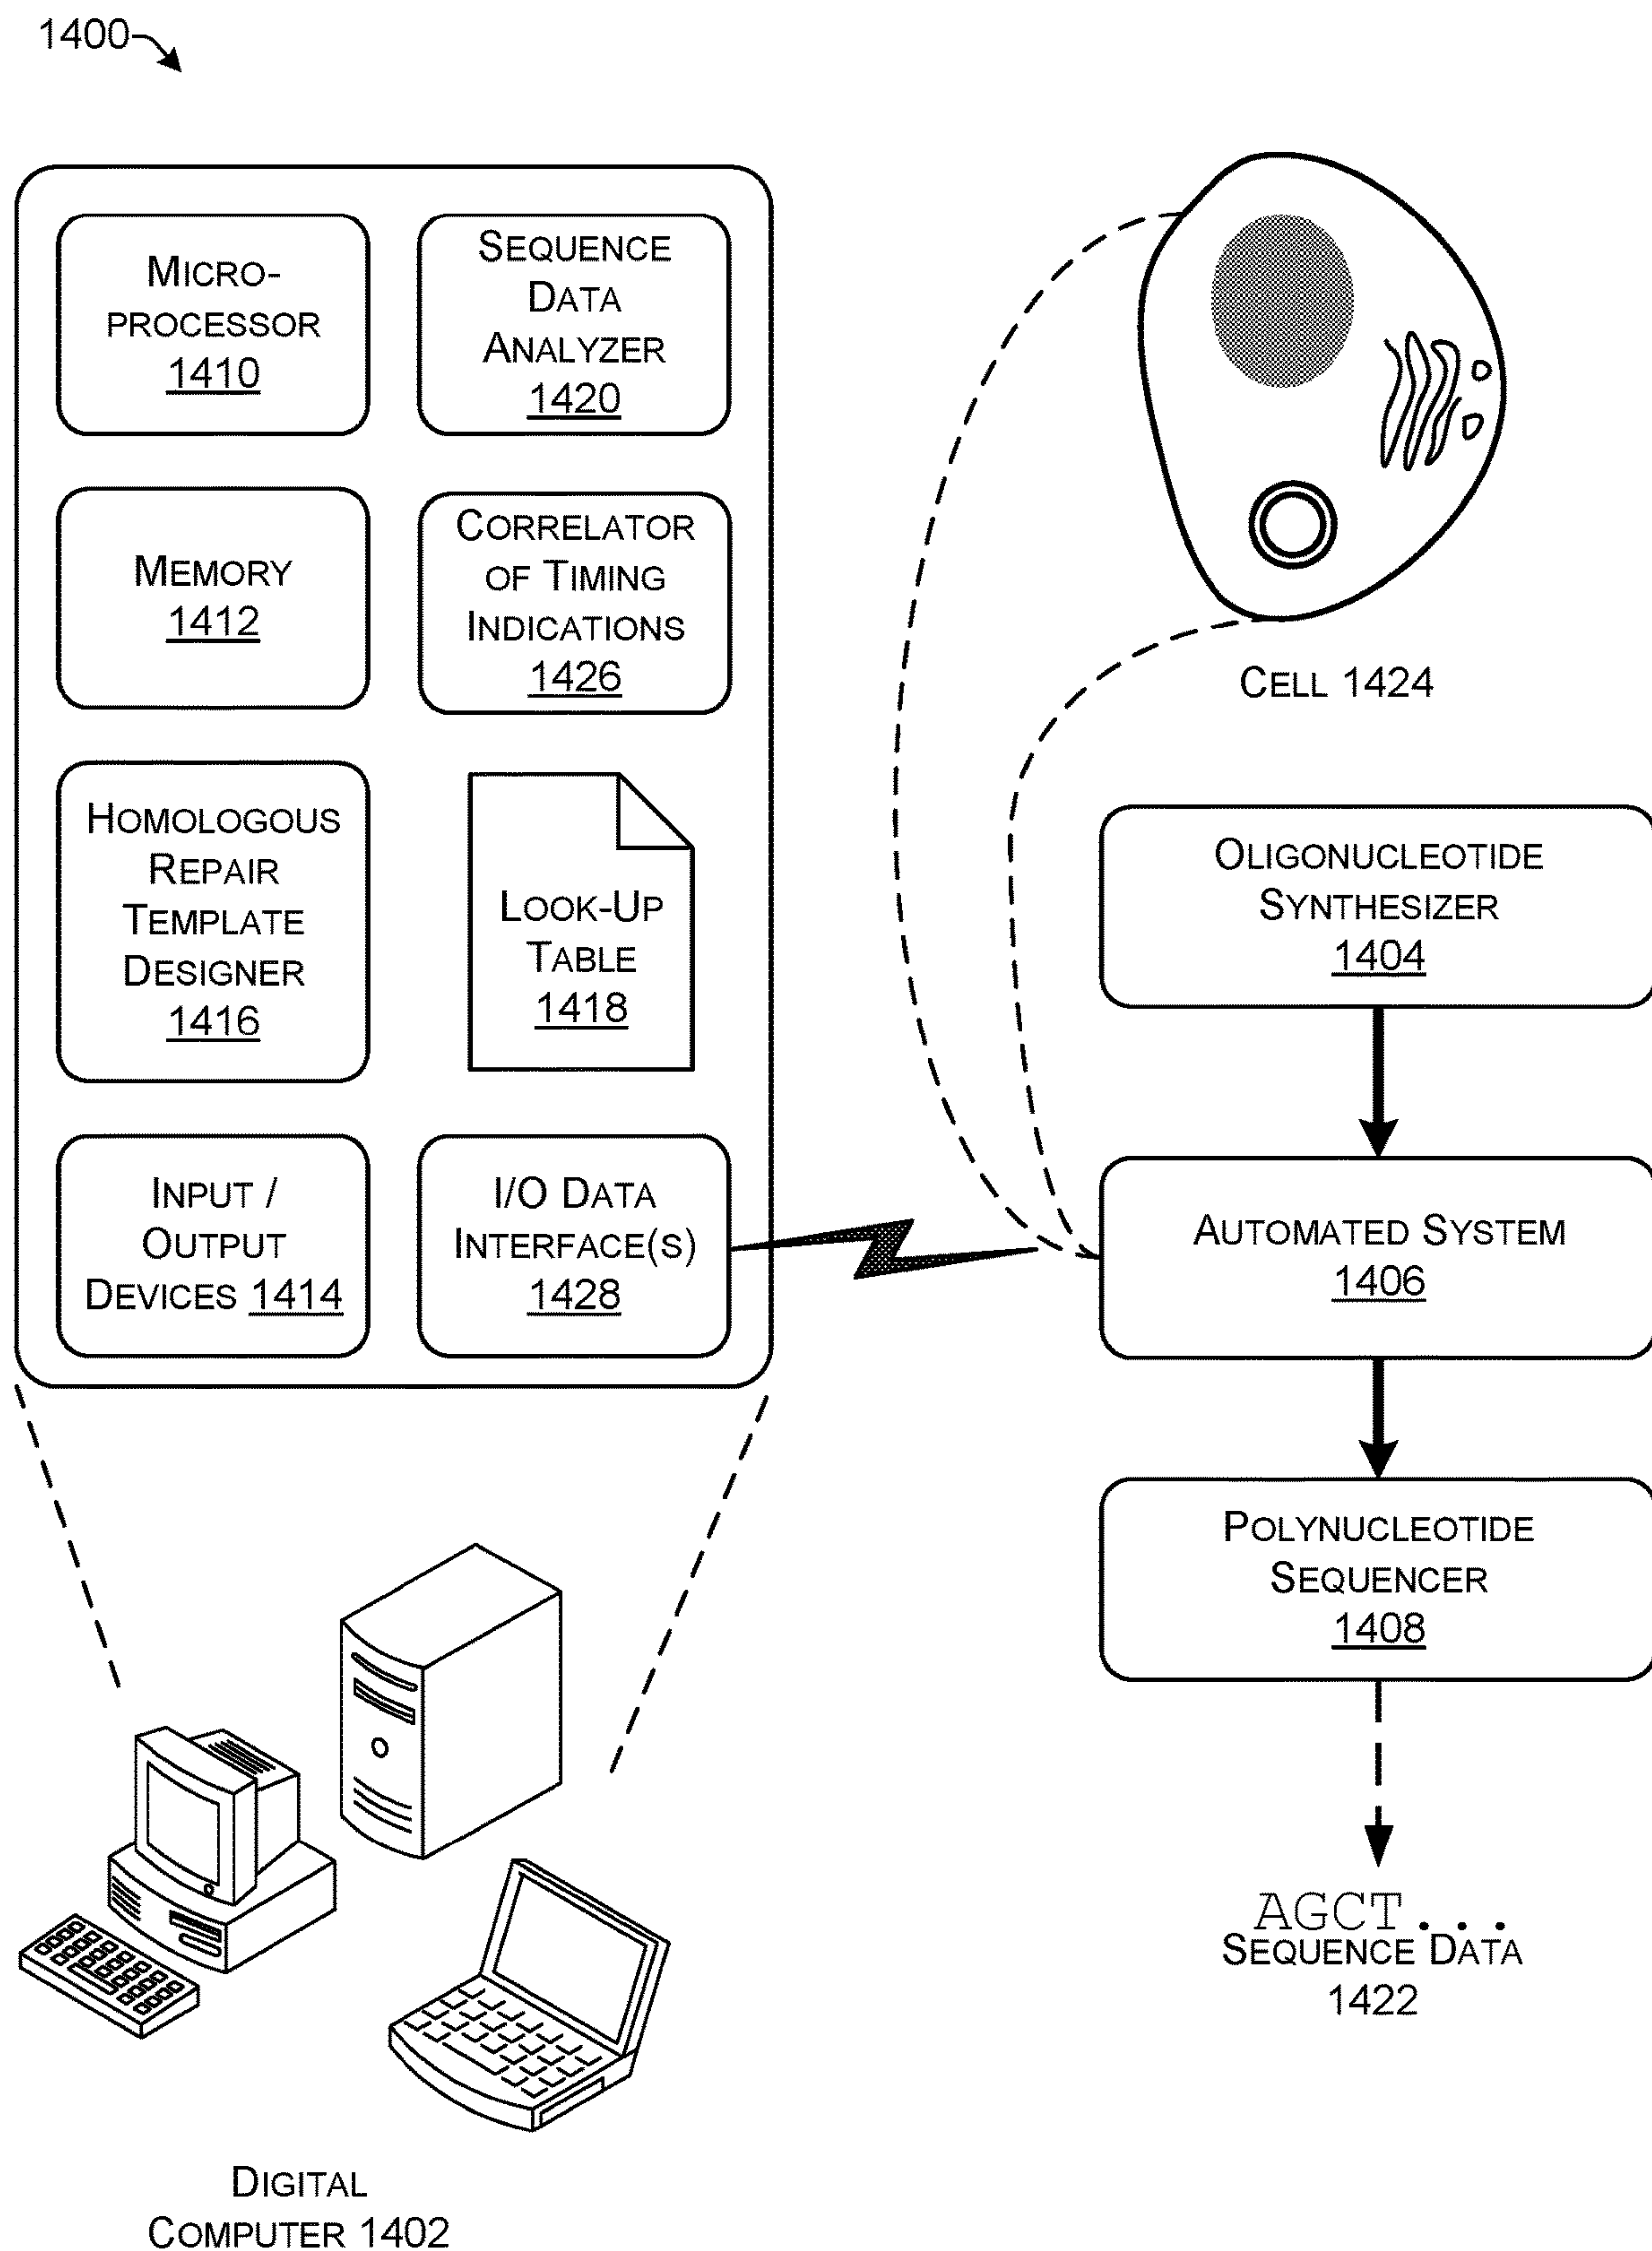 1400
MICRO-
PROCESSOR
1410
SEQUENCE
DATA
ANALYZER
1420
MEMORY
1412
CORRELATOR
OF TIMING
INDICATIONS
1426
HOMOLOGOUS
REPAIR
TEMPLATE
DESIGNER
1416
LOOK-UP
TABLE
1418
INPUT /
OUTPUT
DEVICES 1414
I/O DATA
INTERFACE(S)
1428
CELL 1424
OLIGONUCLEOTIDE
SYNTHESIZER
1404
AUTOMATED SYSTEM
1406
POLYNUCLEOTIDE
SEQUENCER
1408
AGCT...
SEQUENCE DATA
1422
DIGITAL
COMPUTER 1402